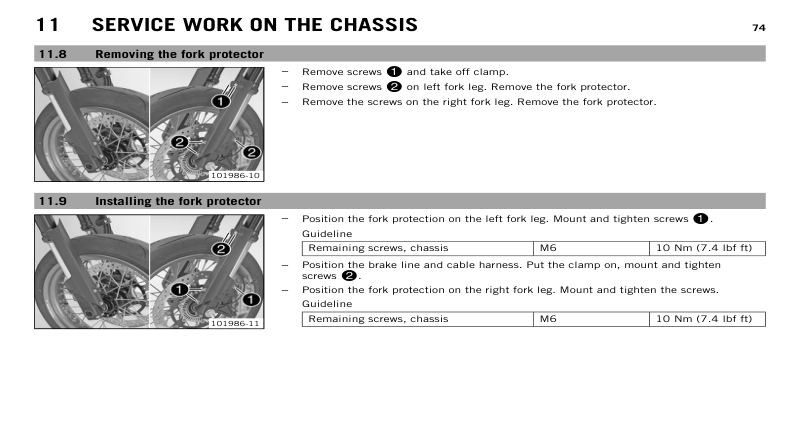 11 SERVICE WORK ON THE CHASSIS 74
11.8 Removing the fork protector
– Remove screws 1 and take off clamp.
– Remove screws 2 on left fork leg. Remove the fork protector.
– Remove the screws on the right fork leg. Remove the fork protector.
1
2
2
101986-10
11.9 Installing the fork protector
– Position the fork protection on the left fork leg. Mount and tighten screws 1.
Guideline
Remaining screws, chassis M6 10 Nm (7.4 lbf ft)
– Position the brake line and cable harness. Put the clamp on, mount and tighten
screws 2.
– Position the fork protection on the right fork leg. Mount and tighten the screws.
Guideline
Remaining screws, chassis M6 10 Nm (7.4 lbf ft)
2
1
1
101986-11